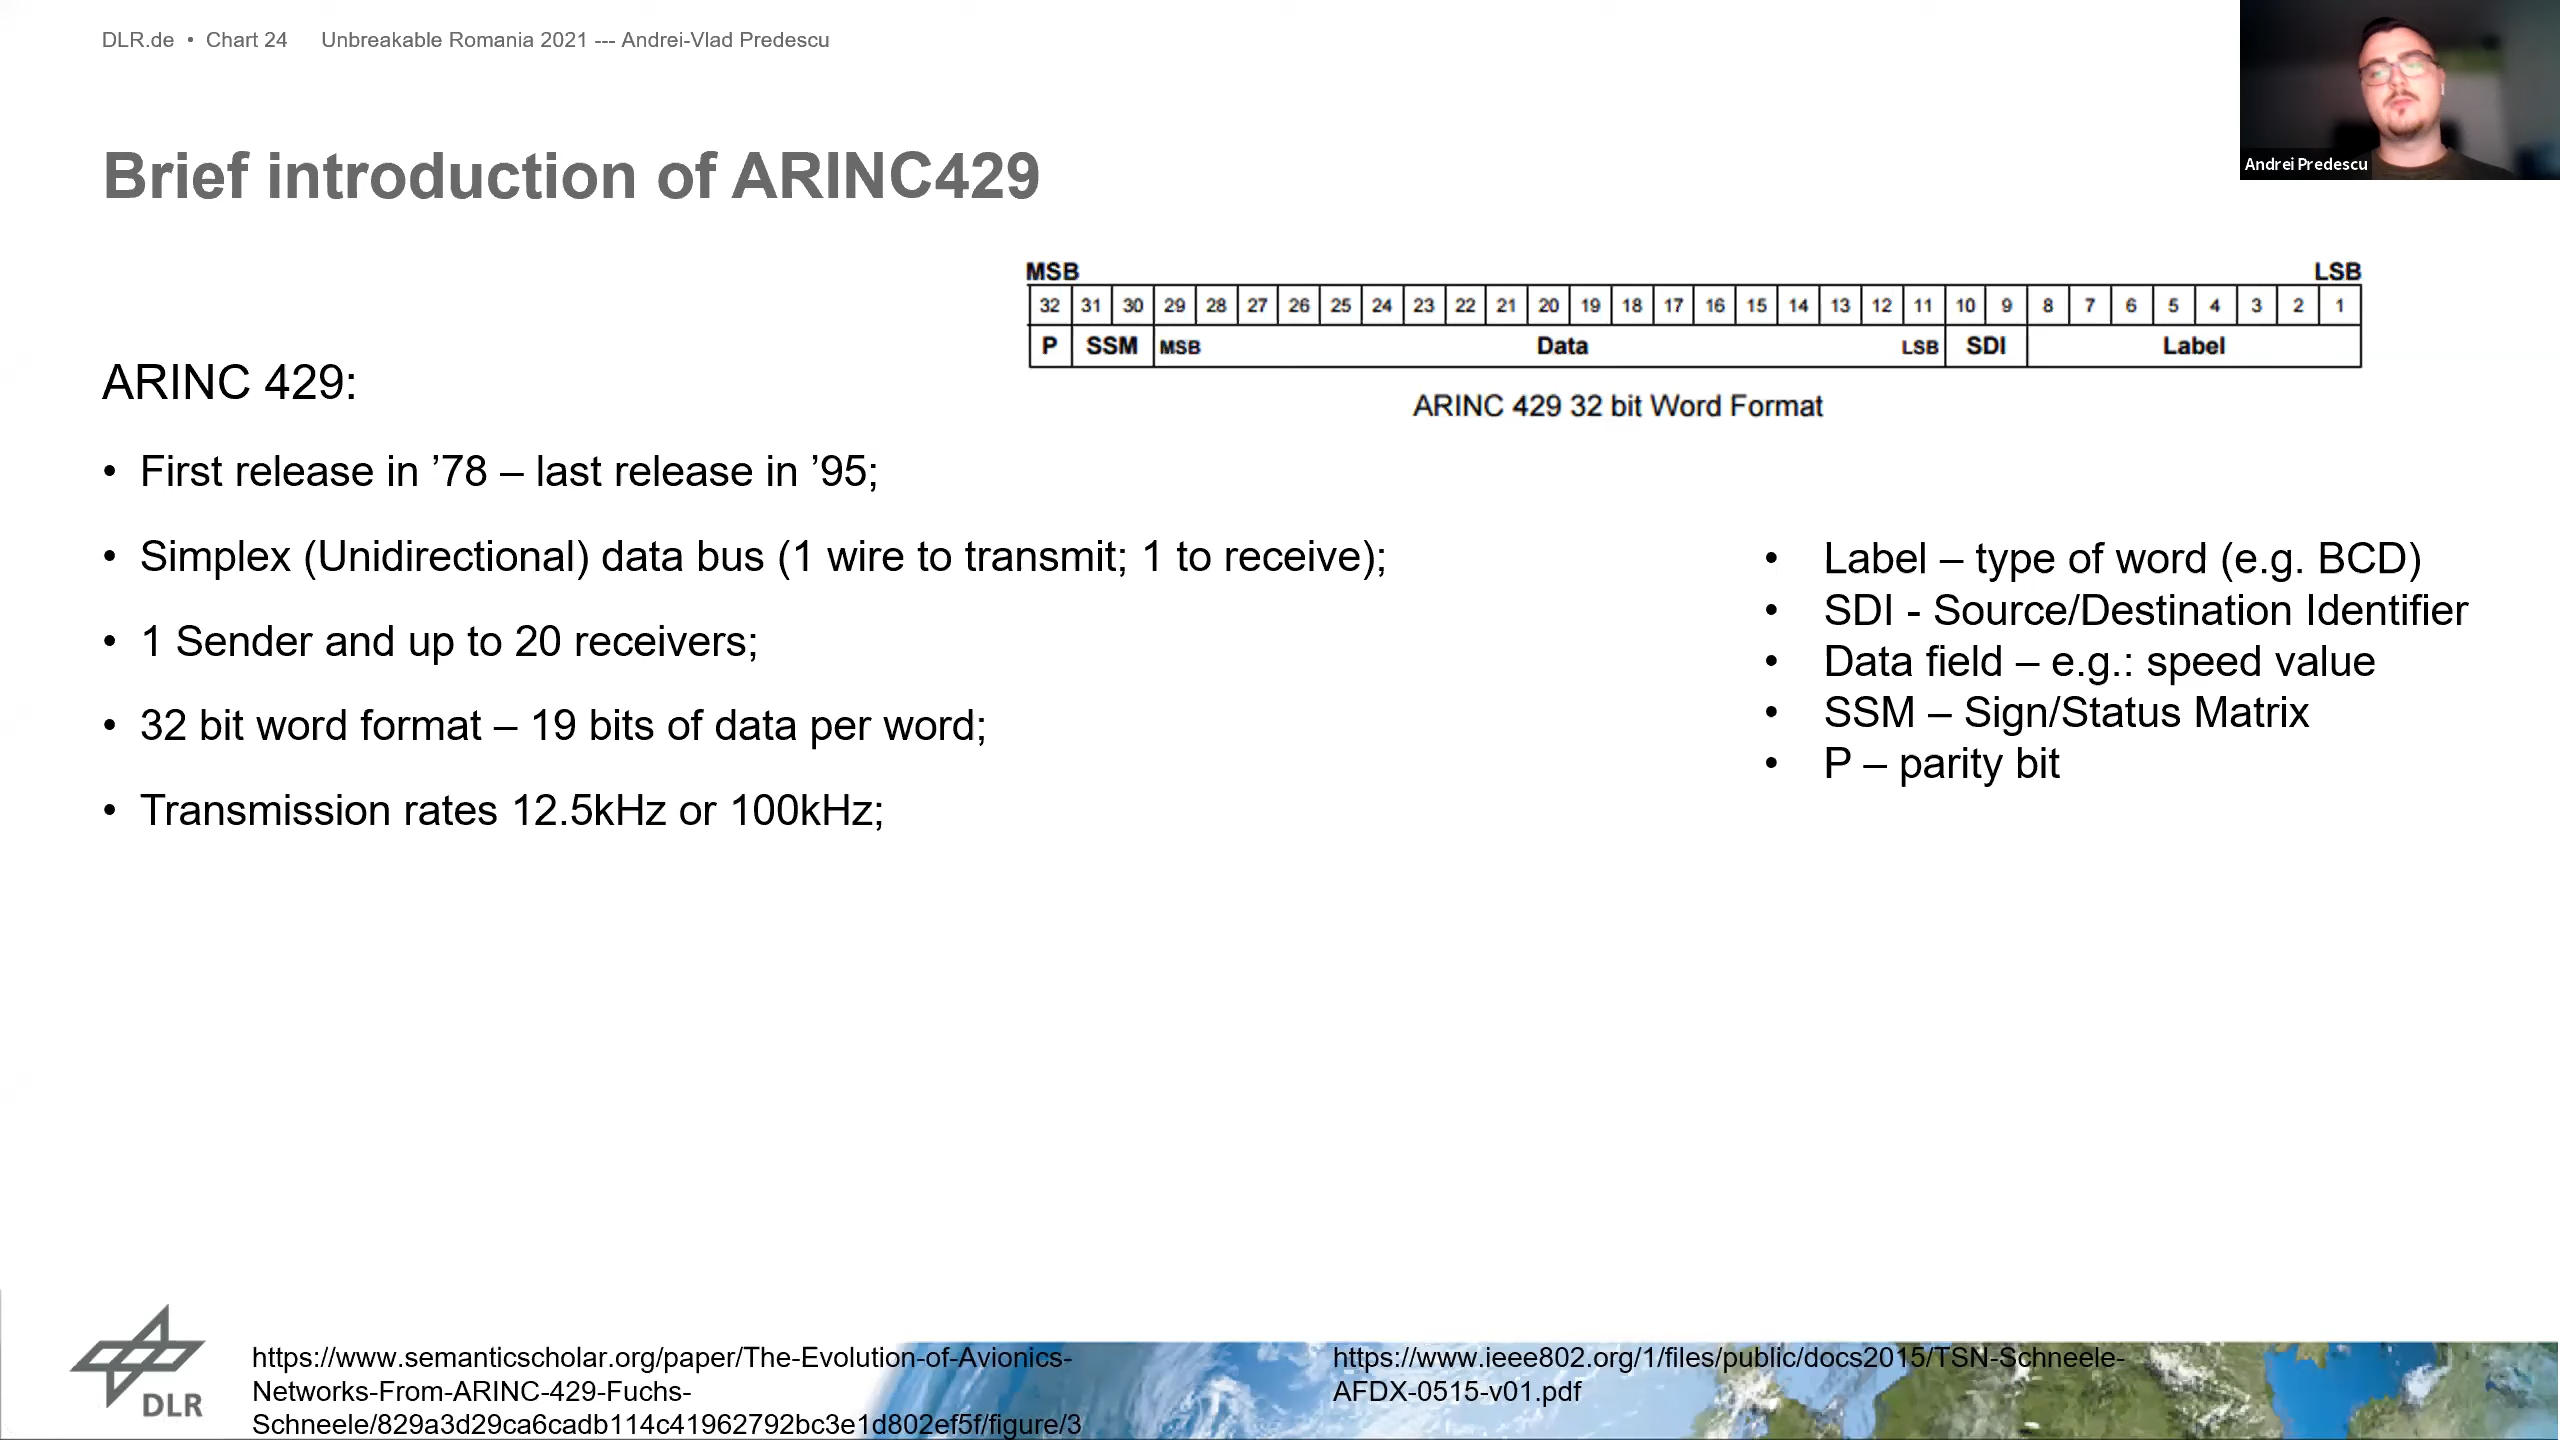 DLR.de • Chart 24 Unbreakable Romania 2021 --- Andrei-Vlad Predescu
Andrei Predescu
Brief introduction of ARINC429
MSB LSB
32 31 30 29 28 27 26 25 24 23 22 21 20 19 18 17 16 15 14 13 12 11 10 9 8 7 6 5 4 3 2 1
P SSM MSB Data LSB SDI Label
ARINC 429 32 bit Word Format
ARINC 429:
• First release in ’78 – last release in ’95;
• Simplex (Unidirectional) data bus (1 wire to transmit; 1 to receive);
• 1 Sender and up to 20 receivers;
• 32 bit word format – 19 bits of data per word;
• Transmission rates 12.5kHz or 100kHz;
• Label – type of word (e.g. BCD)
• SDI - Source/Destination Identifier
• Data field – e.g.: speed value
• SSM – Sign/Status Matrix
• P – parity bit
DLR
https://www.semanticscholar.org/paper/The-Evolution-of-Avionics-
Networks-From-ARINC-429-Fuchs-
Schneele/829a3d29ca6cadb114c41962792bc3e1d802ef5f/figure/3
https://www.ieee802.org/1/files/public/docs2015/TSN-Schneele-
AFDX-0515-v01.pdf